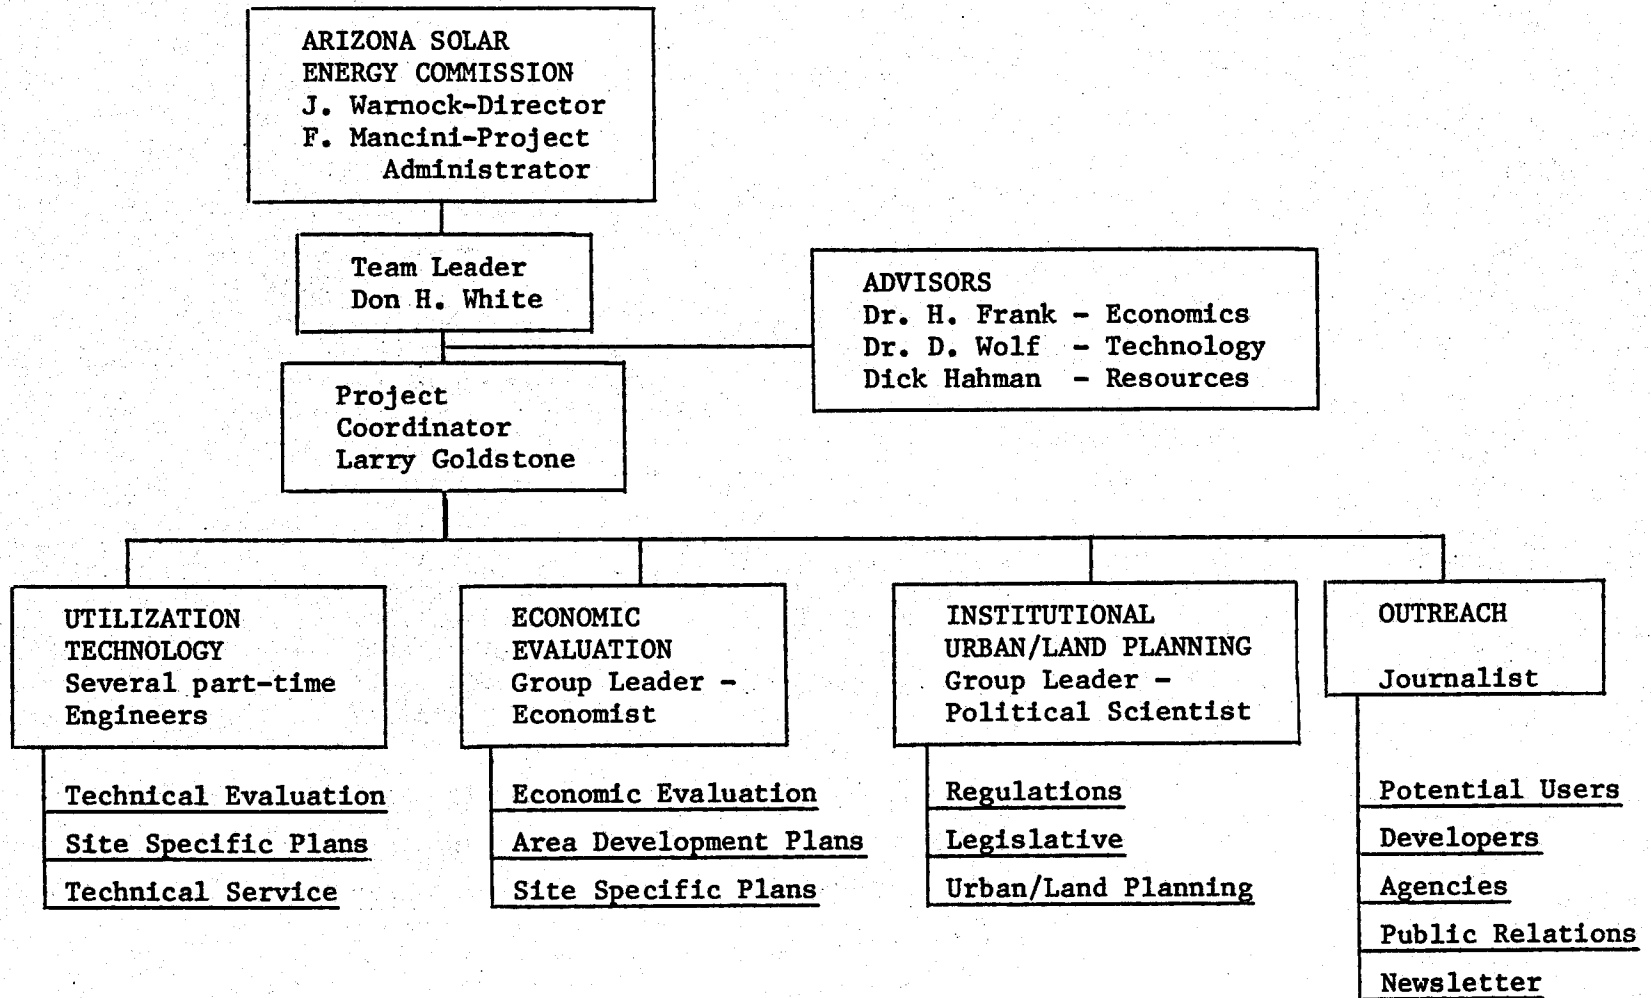 ARIZONA SOLAR
ENERGY COMMISSION
J. Warnock-Director
F. Mancini-Project
Administrator
Team Leader
Don H. White
ADVISORS
Dr. H. Frank - Economics
Dr. D. Wolf - Technology
Dick Hahman - Resources
Project
Coordinator
Larry Goldstone
UTILIZATION
TECHNOLOGY
Several part-time
Engineers
Technical Evaluation
Site Specific Plans
Technical Service
ECONOMIC
EVALUATION
Group Leader -
Economist
Economic Evaluation
Area Development Plans
Site Specific Plans
INSTITUTIONAL
URBAN/LAND PLANNING
Group Leader -
Political Scientist
Regulations
Legislative
Urban/Land Planning
OUTREACH
Journalist
Potential Users
Developers
Agencies
Public Relations
Newsletter